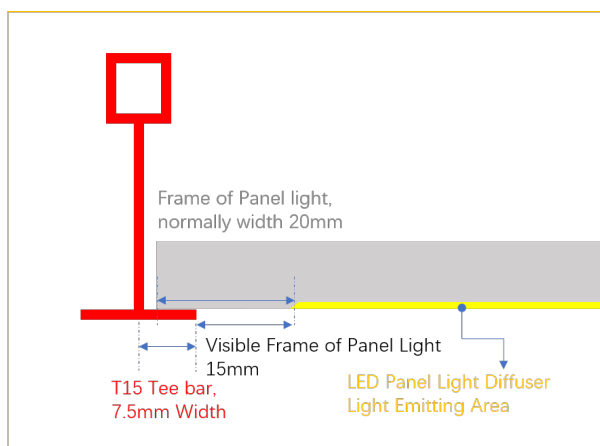 Frame of Panel light,
normally width 20mm
Visible Frame of Panel Light
15mm
T15 Tee bar,
7.5mm Width
LED Panel Light Diffuser
Light Emitting Area